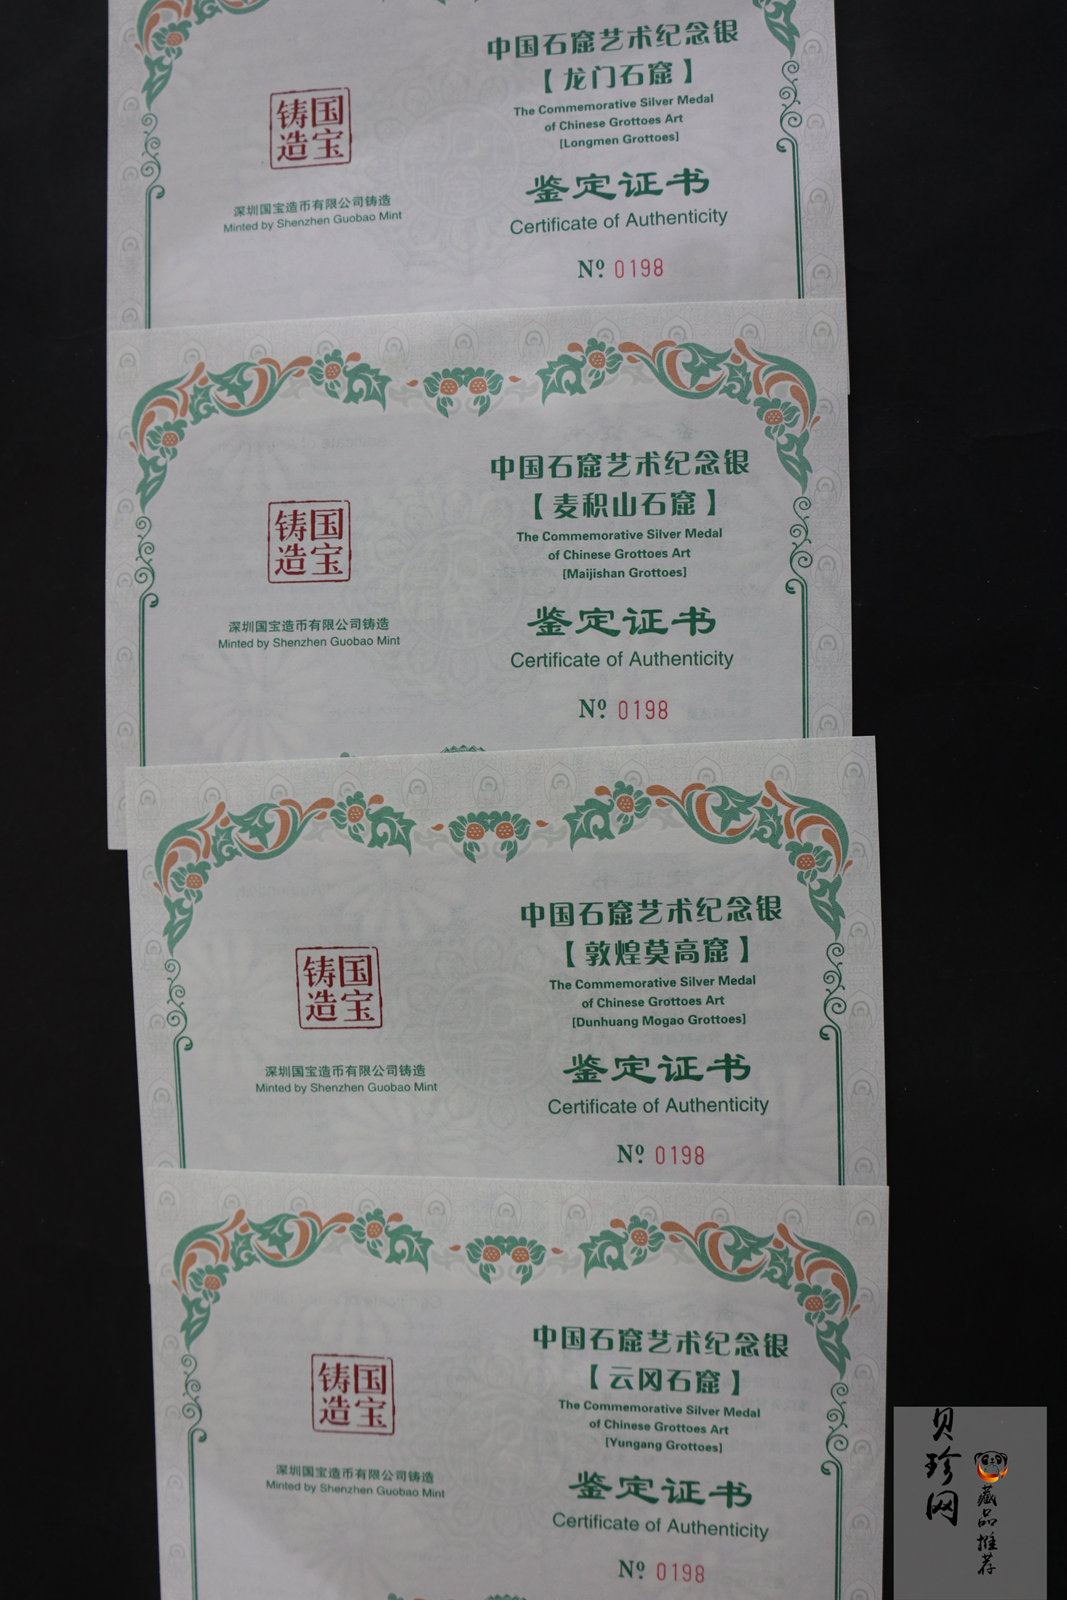 中国石窟艺术纪念银
【龙门石窟】
The Commemorative Silver Medal
of Chinese Grottoes Art
[Longmen Grottoes]
鉴定证书
Certificate of Authenticity
Nº 0198
国宝
铸造
深圳国宝造币有限公司铸造
Minted by Shenzhen Guobao Mint
中国石窟艺术纪念银
【麦积山石窟】
The Commemorative Silver Medal
of Chinese Grottoes Art
[Maijishan Grottoes]
鉴定证书
Certificate of Authenticity
Nº 0198
国宝
铸造
深圳国宝造币有限公司铸造
Minted by Shenzhen Guobao Mint
中国石窟艺术纪念银
【敦煌莫高窟】
The Commemorative Silver Medal
of Chinese Grottoes Art
[Dunhuang Mogao Grottoes]
鉴定证书
Certificate of Authenticity
Nº 0198
国宝
铸造
深圳国宝造币有限公司铸造
Minted by Shenzhen Guobao Mint
中国石窟艺术纪念银
【云冈石窟】
The Commemorative Silver Medal
of Chinese Grottoes Art
[Yungang Grottoes]
鉴定证书
Certificate of Authenticity
Nº 0198
国宝
铸造
深圳国宝造币有限公司铸造
Minted by Shenzhen Guobao Mint
贝珍网
藏品推荐